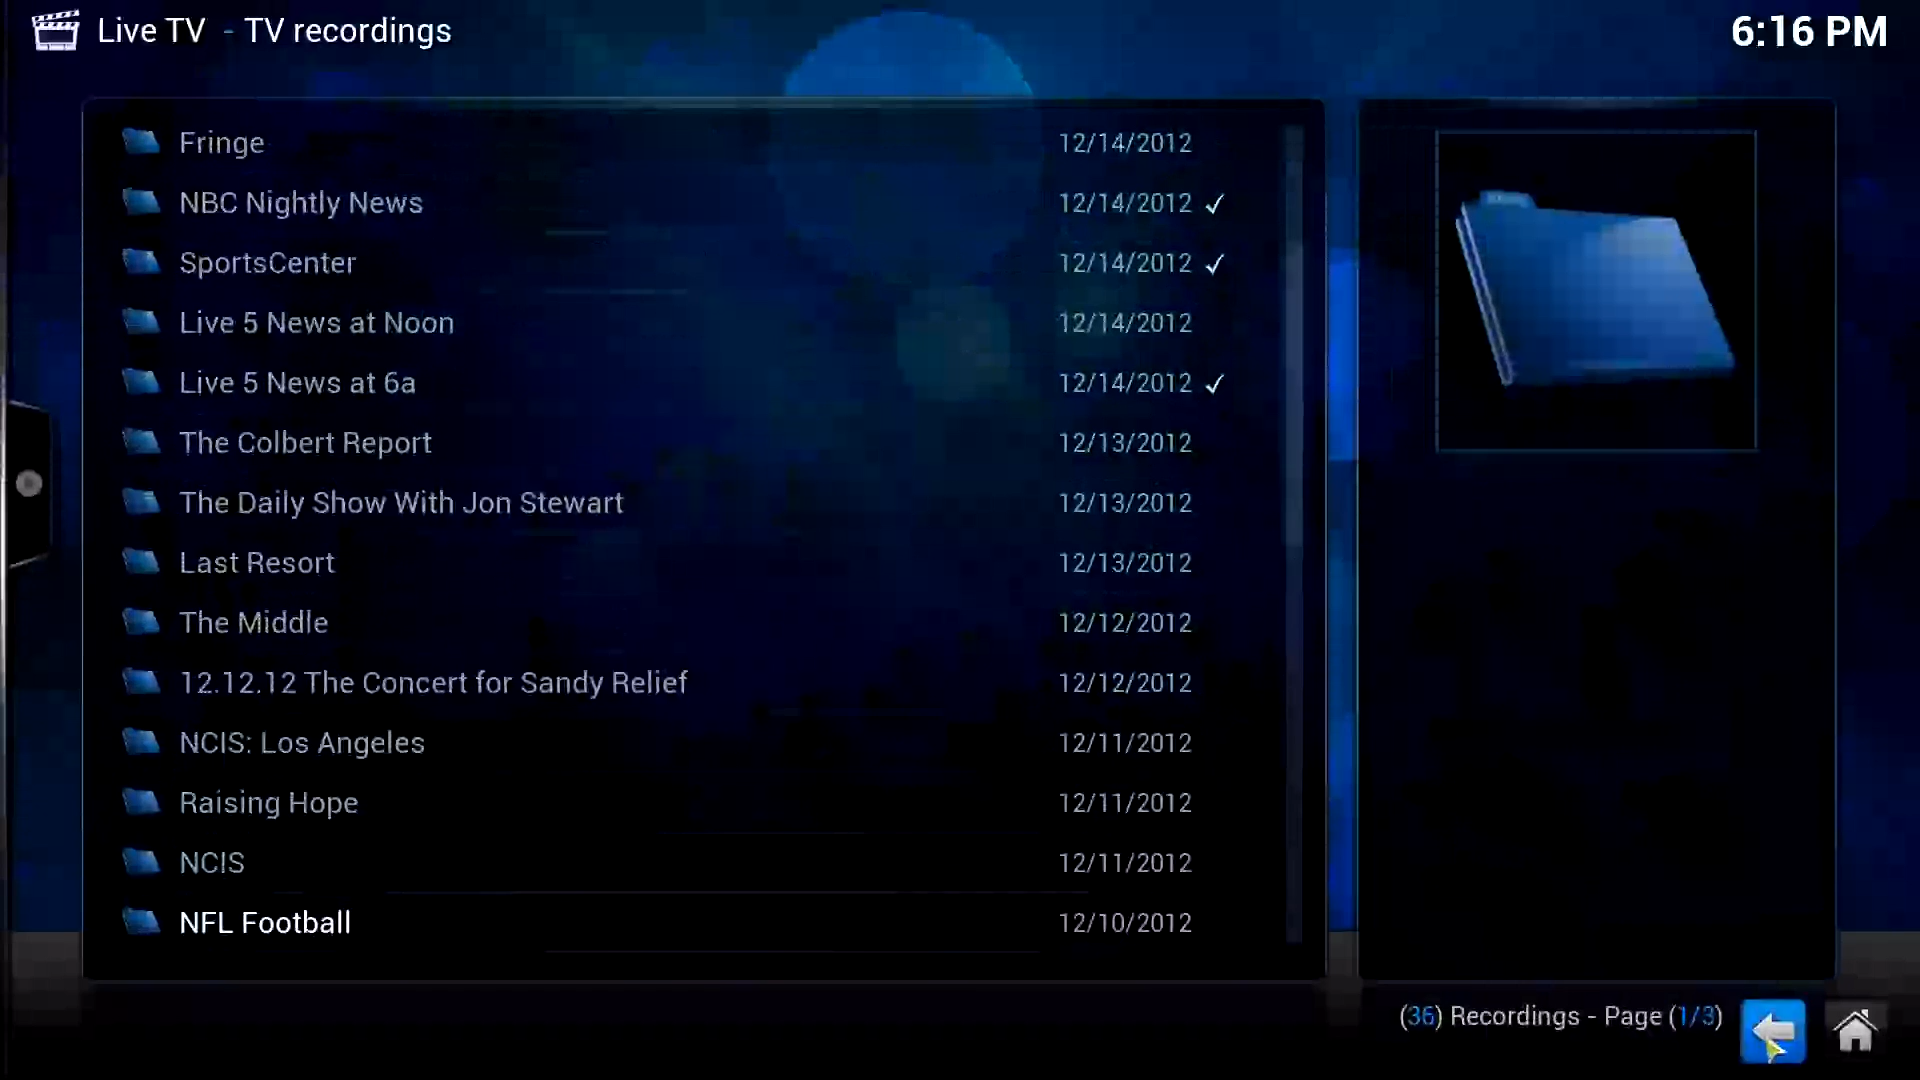 Live TV - TV recordings
6:16 PM
Fringe 12/14/2012
NBC Nightly News 12/14/2012 ✓
SportsCenter 12/14/2012 ✓
Live 5 News at Noon 12/14/2012
Live 5 News at 6a 12/14/2012 ✓
The Colbert Report 12/13/2012
The Daily Show With Jon Stewart 12/13/2012
Last Resort 12/13/2012
The Middle 12/12/2012
12.12.12 The Concert for Sandy Relief 12/12/2012
NCIS: Los Angeles 12/11/2012
Raising Hope 12/11/2012
NCIS 12/11/2012
NFL Football 12/10/2012
(36) Recordings - Page (1/3)